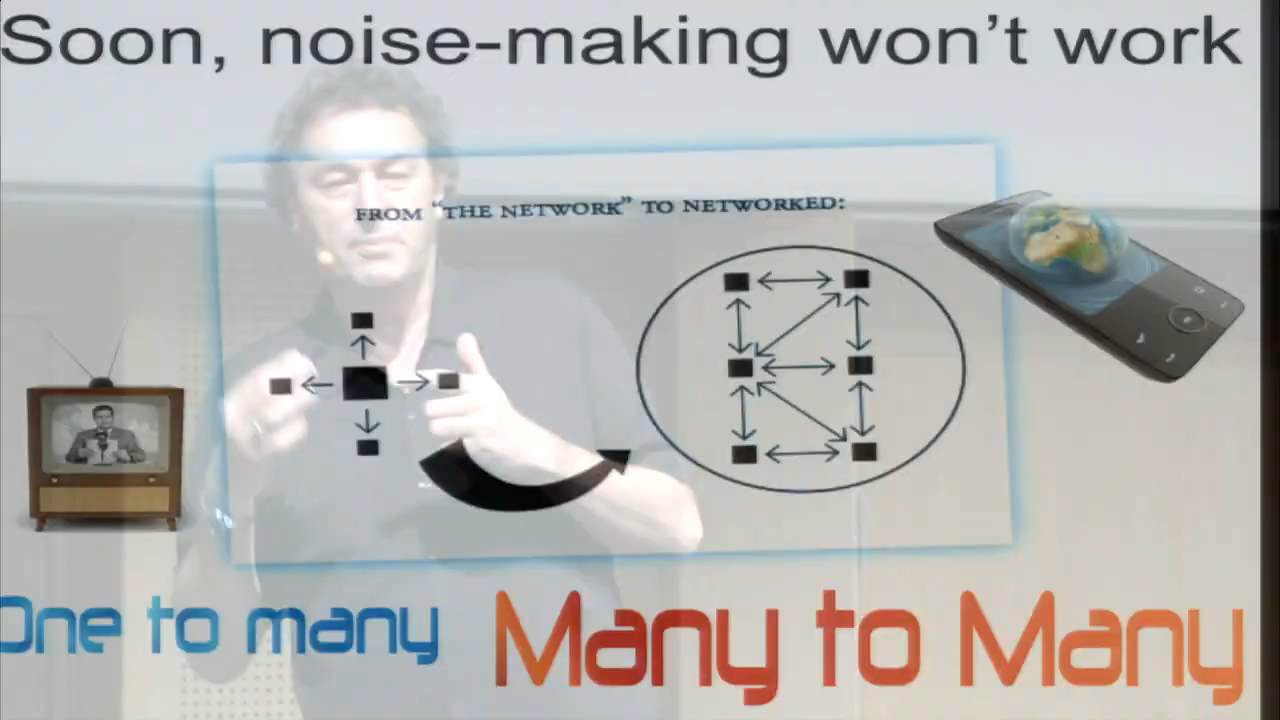 Soon, noise-making won’t work
FROM “THE NETWORK” TO NETWORKED:
One to many
Many to Many